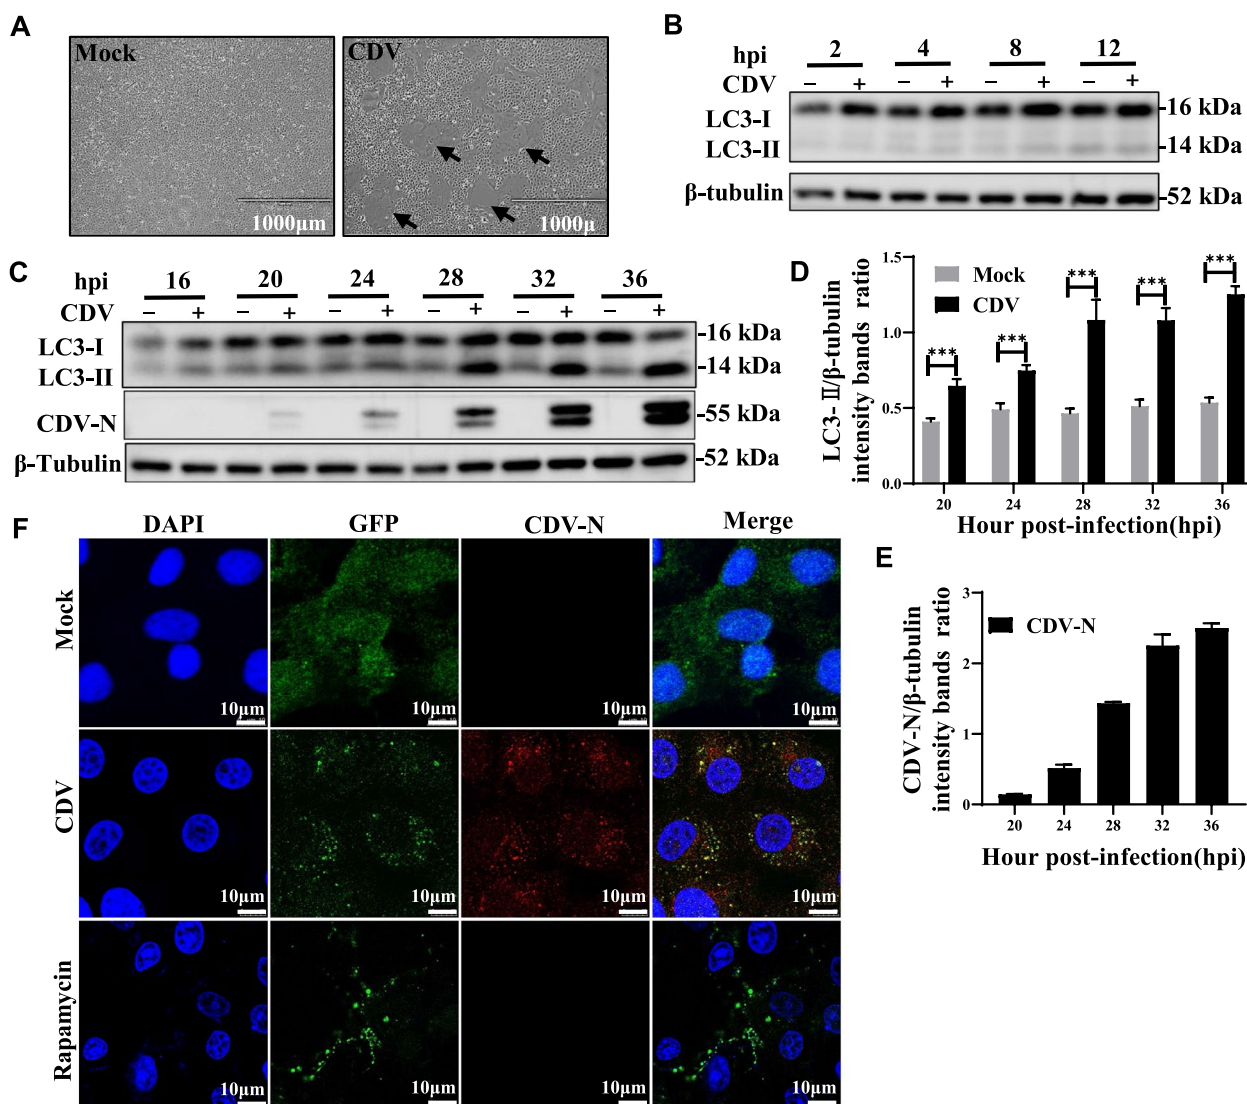 A
Mock
1000μm
CDV
1000μ
B
hpi 2 4 8 12
CDV − + − + − + − +
LC3-I -16 kDa
LC3-II -14 kDa
β-tubulin -52 kDa
C
hpi 16 20 24 28 32 36
CDV − + − + − + − + − + − +
LC3-I -16 kDa
LC3-II -14 kDa
CDV-N -55 kDa
β-Tubulin -52 kDa
D
LC3-Ⅱ/β-tubulin
intensity bands ratio
1.5
1.0
0.5
0.0
Mock
CDV
*** *** *** *** ***
20 24 28 32 36
Hour post-infection(hpi)
E
CDV-N/β-tubulin
intensity bands ratio
3
2
1
0
CDV-N
20 24 28 32 36
Hour post-infection(hpi)
F
DAPI GFP CDV-N Merge
Mock
10μm 10μm 10μm 10μm
CDV
10μm 10μm 10μm 10μm
Rapamycin
10μm 10μm 10μm 10μm